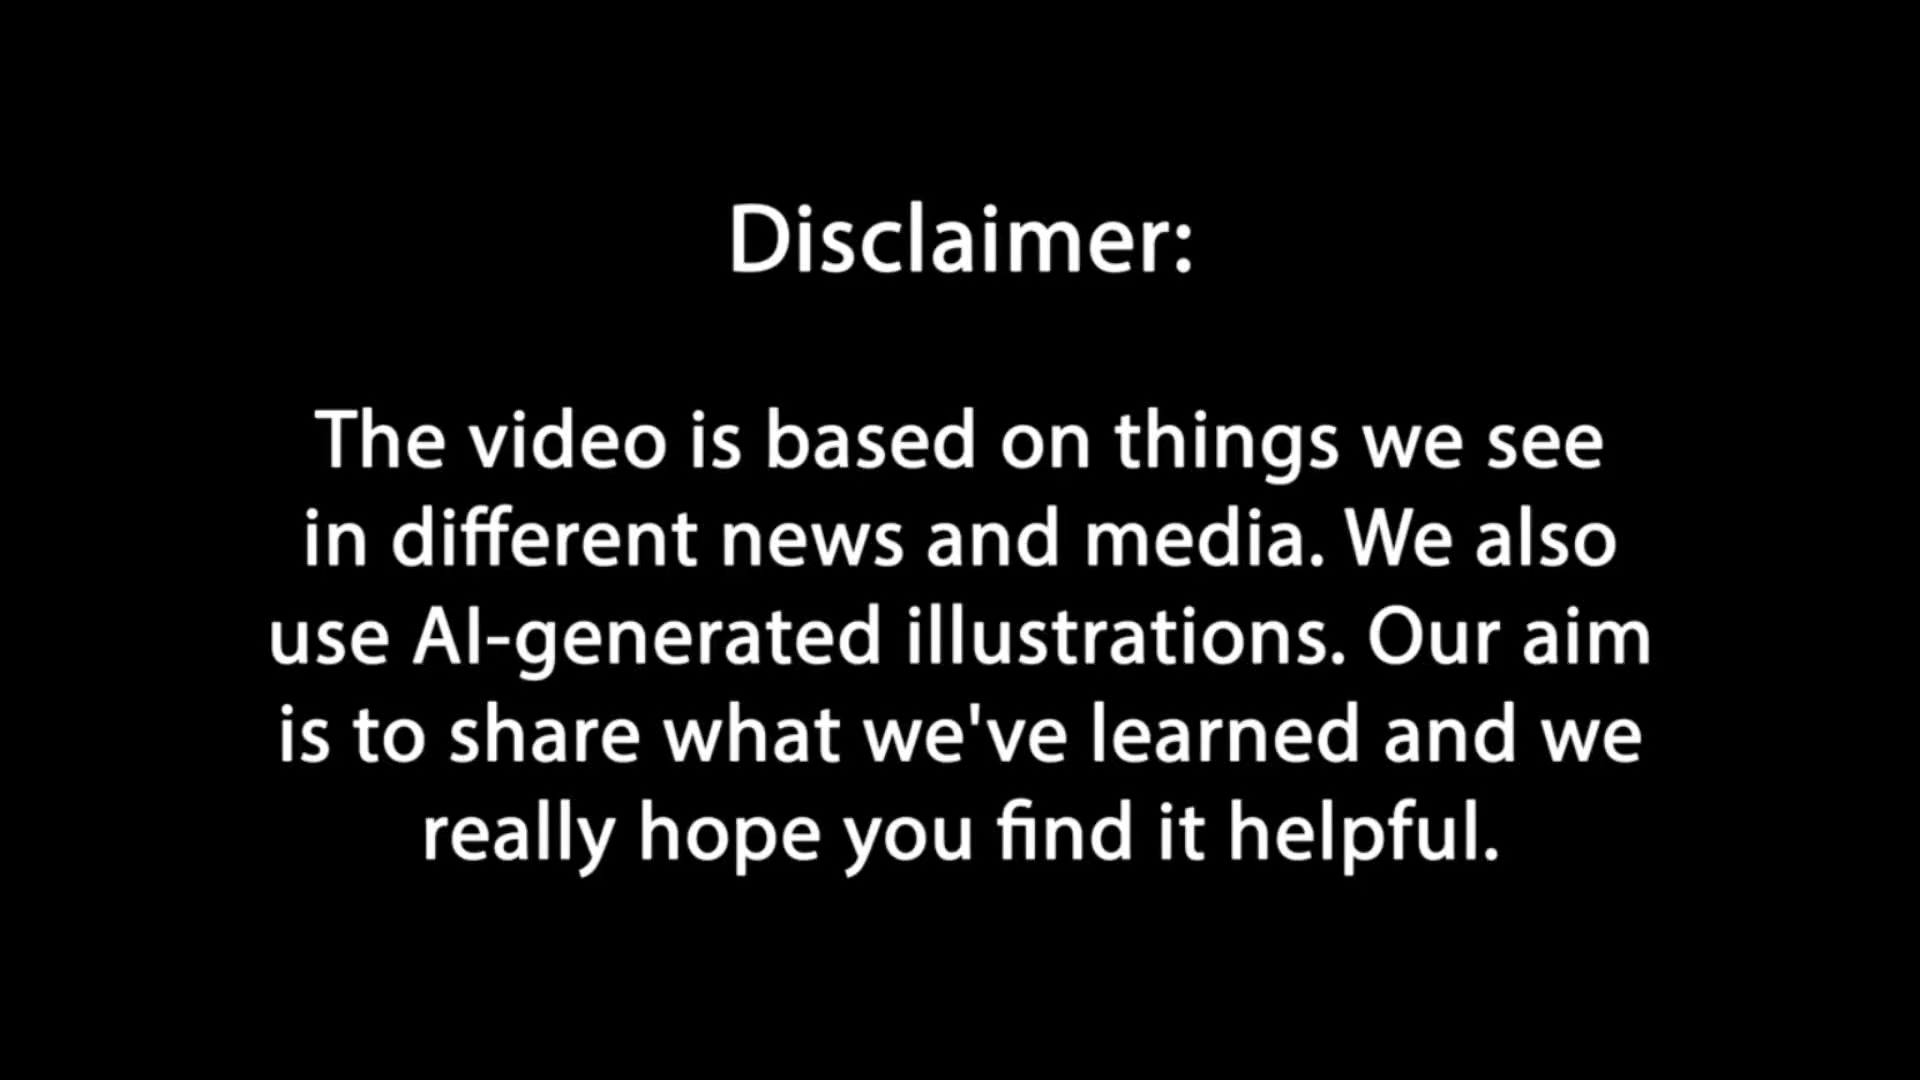 Disclaimer:
The video is based on things we see
in different news and media. We also
use AI-generated illustrations. Our aim
is to share what we've learned and we
really hope you find it helpful.